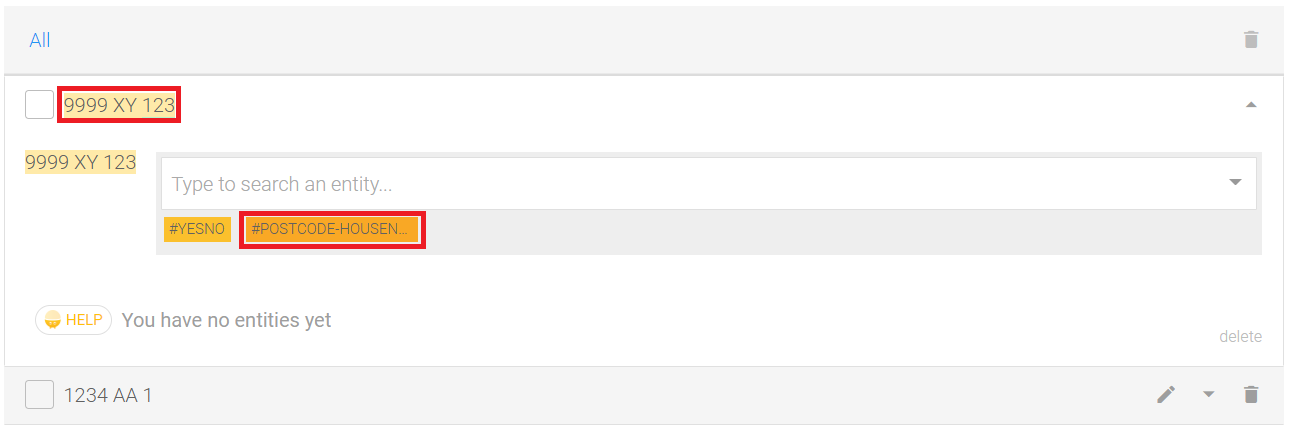 All
9999 XY 123
9999 XY 123
Type to search an entity...
#YESNO #POSTCODE-HOUSEN...
HELP You have no entities yet
delete
1234 AA 1